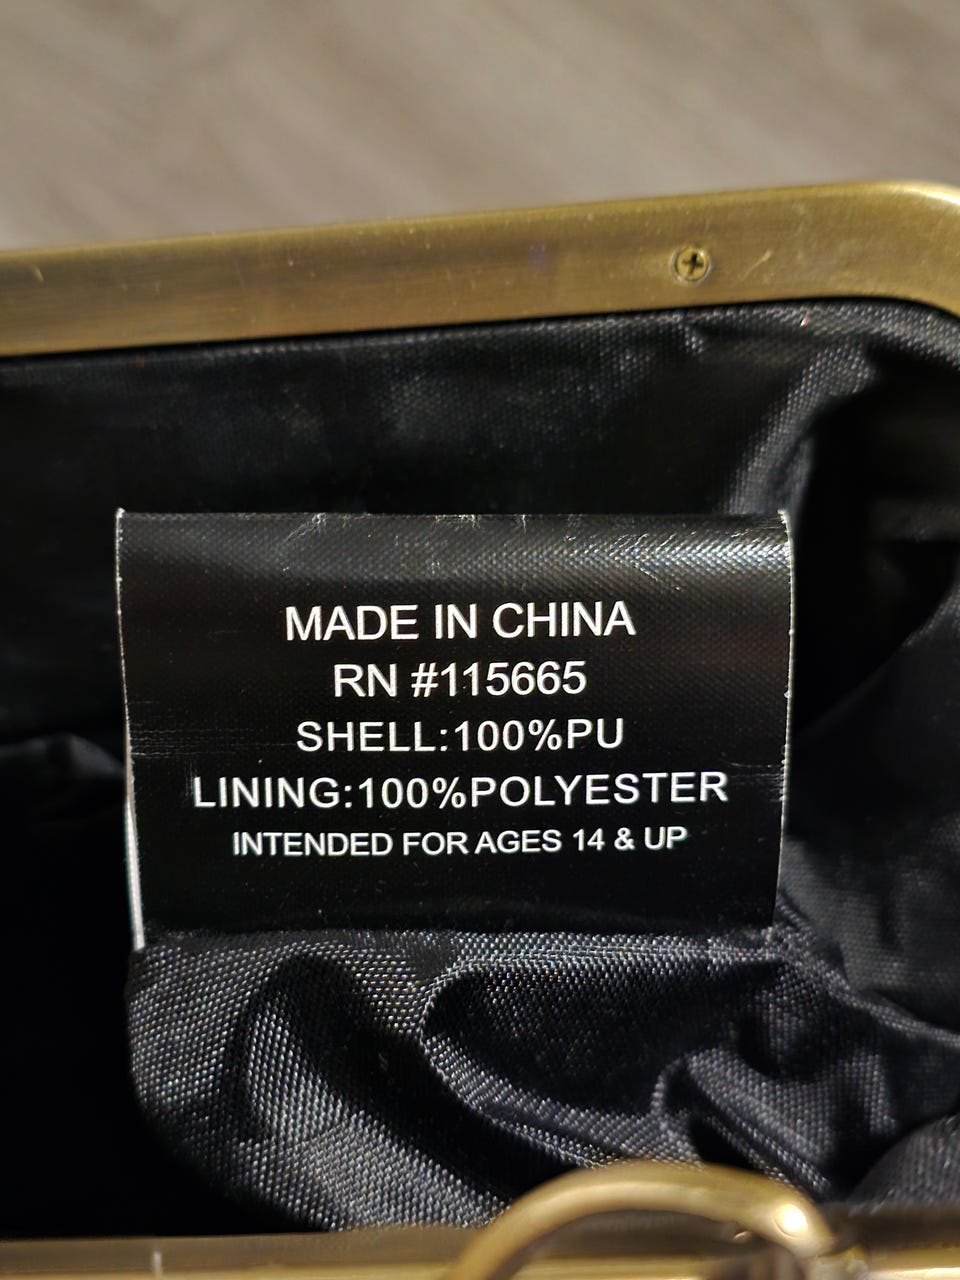 MADE IN CHINA
RN #115665
SHELL:100%PU
LINING:100%POLYESTER
INTENDED FOR AGES 14 & UP